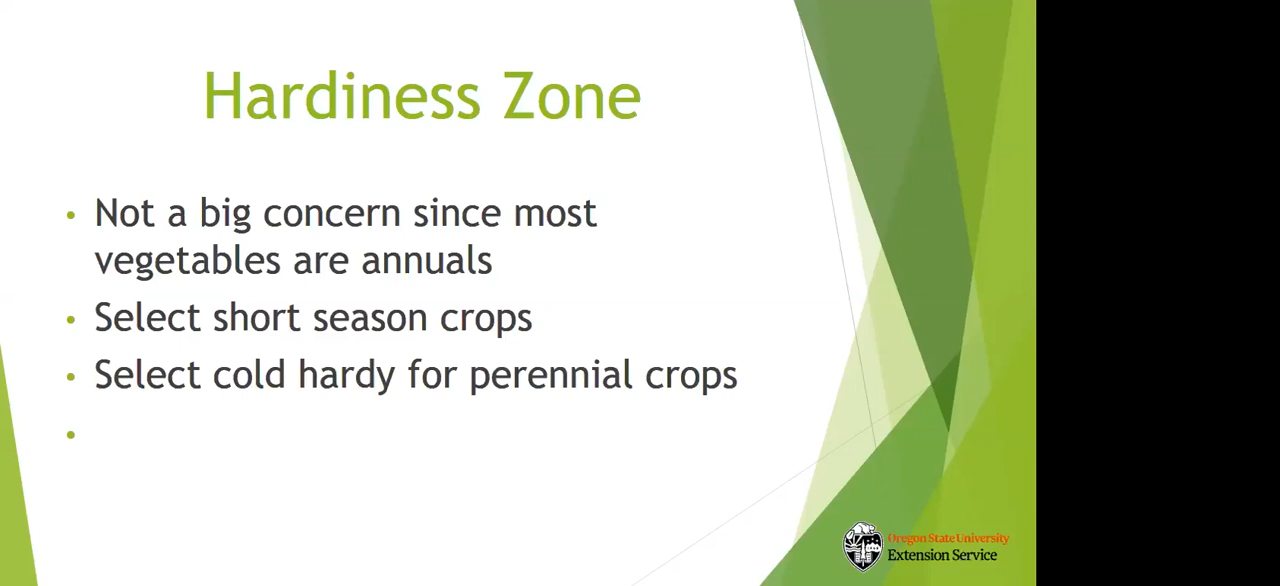 Hardiness Zone
• Not a big concern since most
vegetables are annuals
• Select short season crops
• Select cold hardy for perennial crops
•
Oregon State University
Extension Service